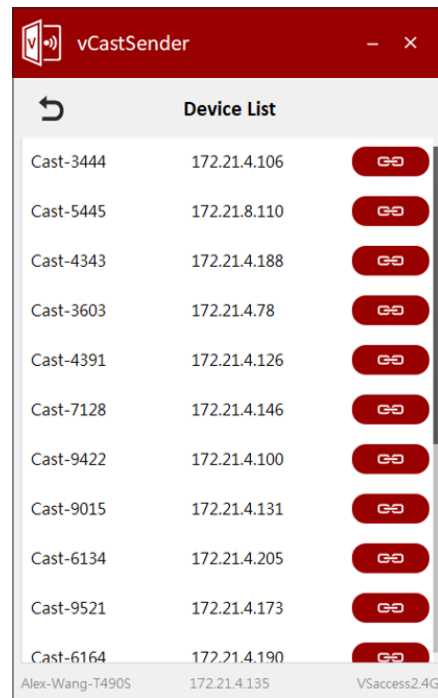 V vCastSender
Device List
Cast-3444 172.21.4.106
Cast-5445 172.21.8.110
Cast-4343 172.21.4.188
Cast-3603 172.21.4.78
Cast-4391 172.21.4.126
Cast-7128 172.21.4.146
Cast-9422 172.21.4.100
Cast-9015 172.21.4.131
Cast-6134 172.21.4.205
Cast-9521 172.21.4.173
Cast-6164 172.21.4.190
Alex-Wang-T490S 172.21.4.135 VSaccess2.4G